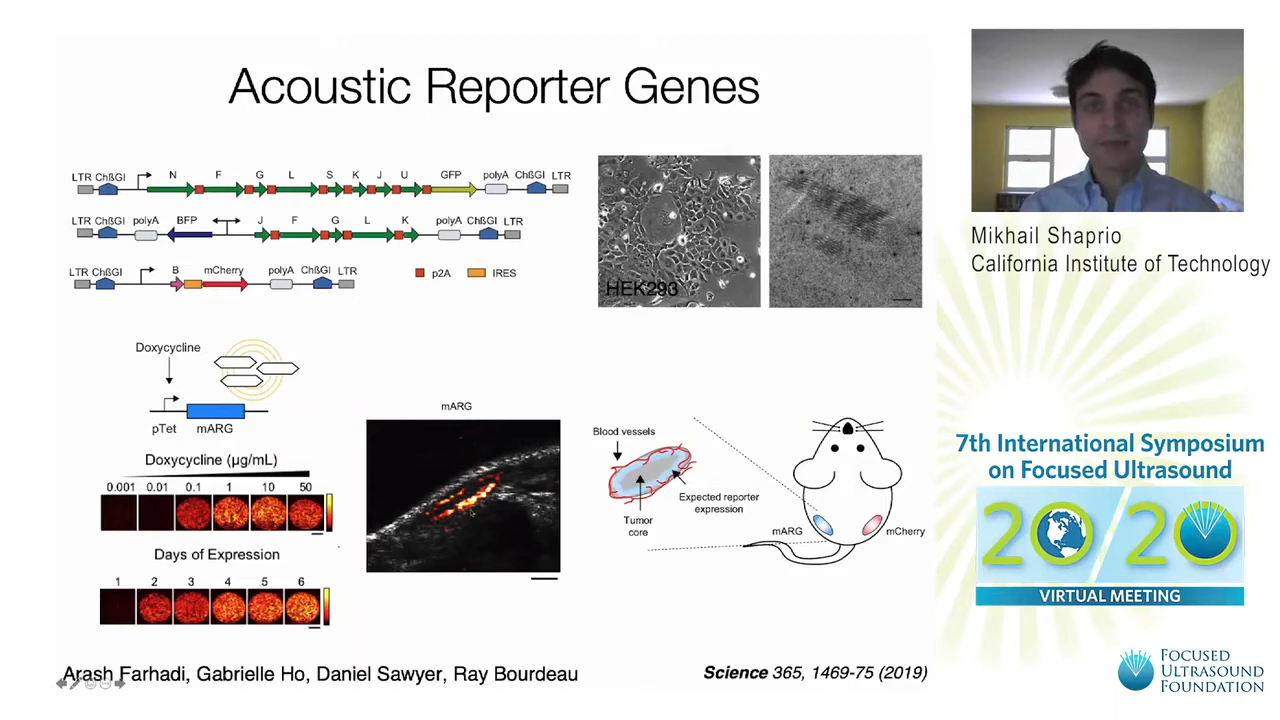 Acoustic Reporter Genes
LTR ChßGI N F G L S K J U GFP polyA ChßGI LTR
LTR ChßGI polyA BFP J F G L K polyA ChßGI LTR
LTR ChßGI B mCherry polyA ChßGI LTR
p2A IRES
HEK293
Doxycycline
pTet mARG
Doxycycline (µg/mL)
0.001 0.01 0.1 1 10 50
Days of Expression
1 2 3 4 5 6
mARG
Blood vessels
Expected reporter
expression
Tumor
core
mARG
mCherry
Arash Farhadi, Gabrielle Ho, Daniel Sawyer, Ray Bourdeau
Science 365, 1469-75 (2019)
Mikhail Shaprio
California Institute of Technology
7th International Symposium
on Focused Ultrasound
20/20
VIRTUAL MEETING
FOCUSED
ULTRASOUND
FOUNDATION